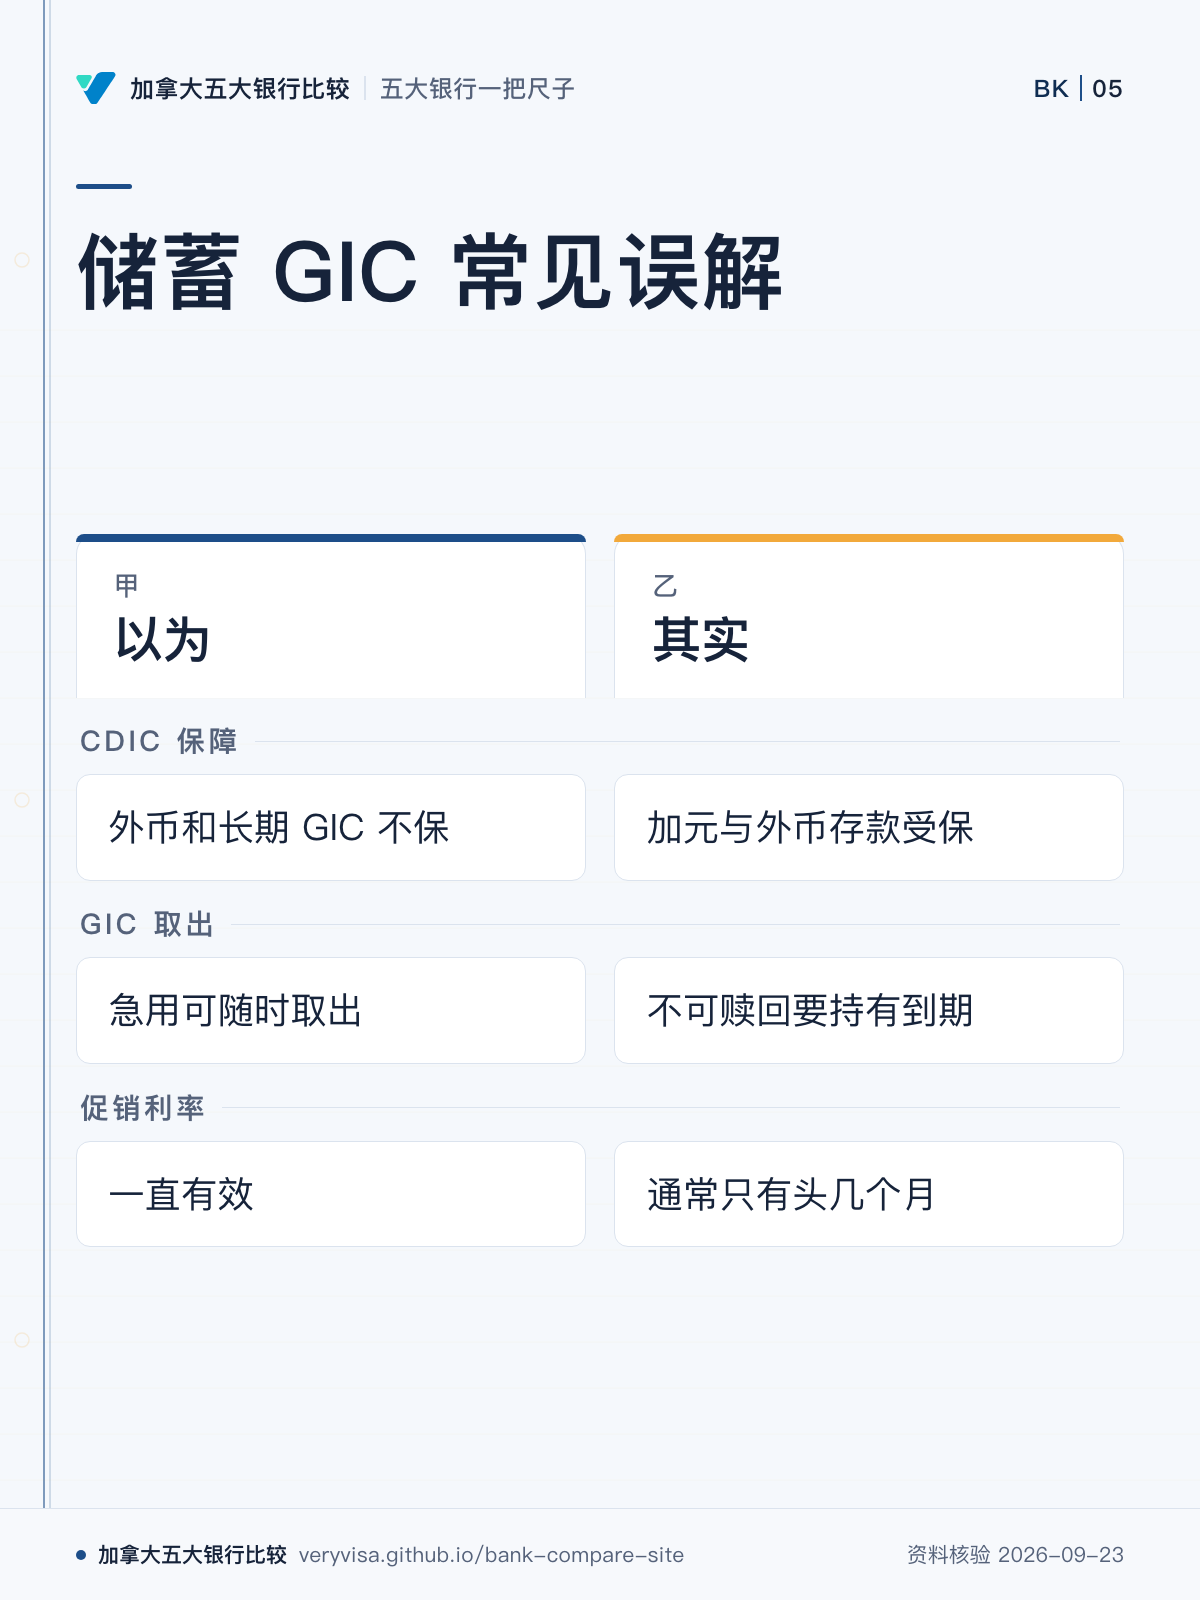 加拿大五大银行比较 五大银行一把尺子
BK 05
储蓄 GIC 常见误解
甲
以为
乙
其实
CDIC 保障
外币和长期 GIC 不保
加元与外币存款受保
GIC 取出
急用可随时取出
不可赎回要持有到期
促销利率
一直有效
通常只有头几个月
加拿大五大银行比较 veryvisa.github.io/bank-compare-site
资料核验 2026-09-23